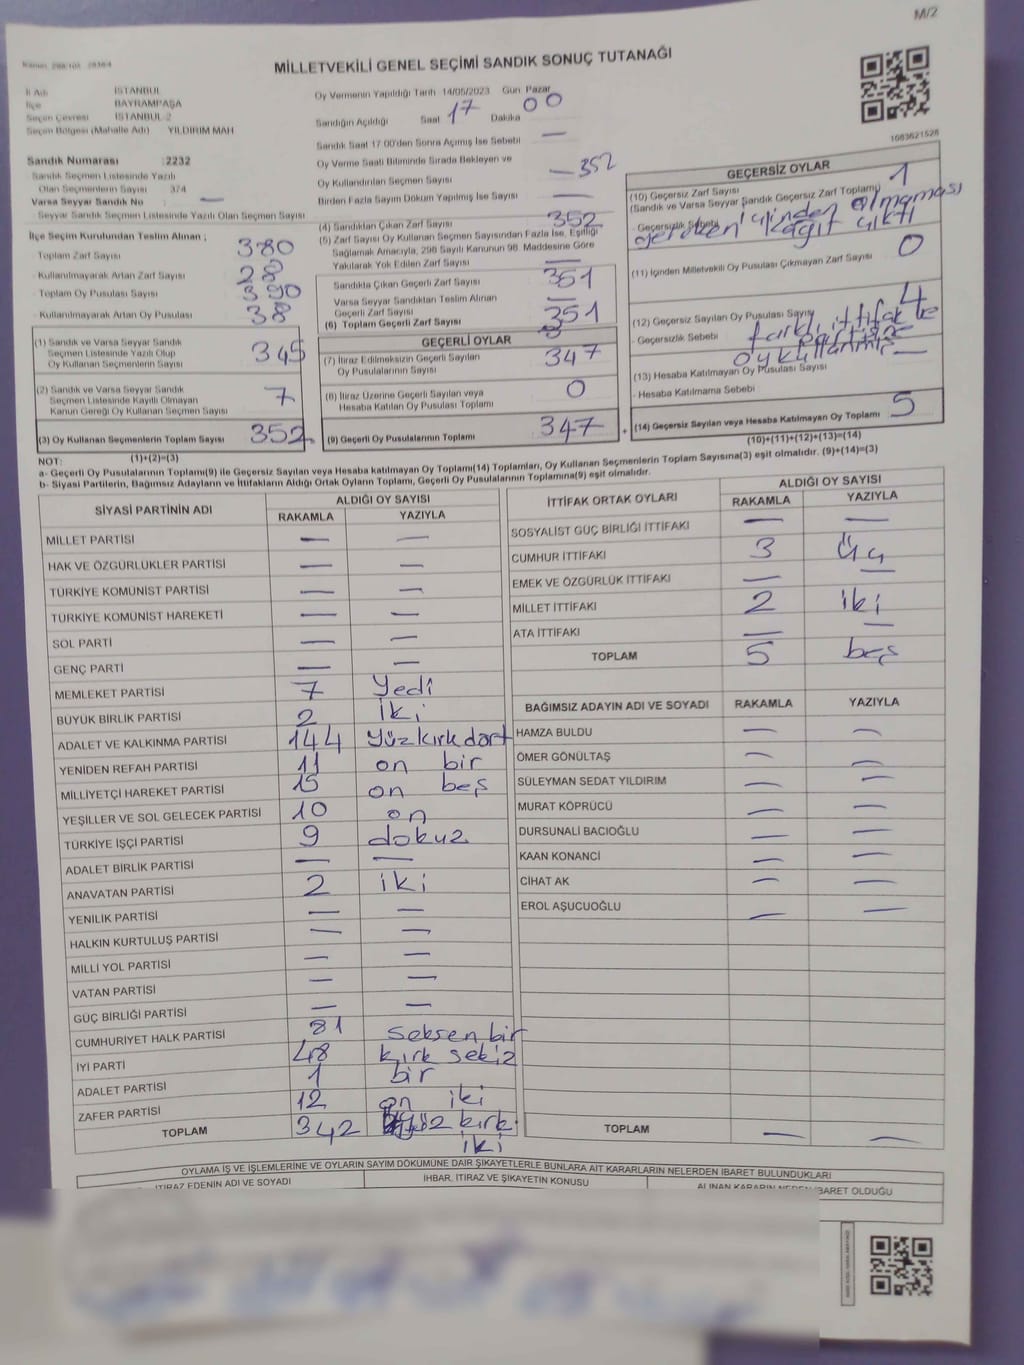 M/2
MİLLETVEKİLİ GENEL SEÇİMİ SANDIK SONUÇ TUTANAĞI
İl Adı İSTANBUL
İlçe BAYRAMPAŞA
Seçim Çevresi İSTANBUL-2
Seçim Bölgesi (Mahalle Adı) YILDIRIM MAH
Sandık Numarası :2232
Sandık Seçmen Listesinde Yazılı
Olan Seçmenlerin Sayısı 374
Varsa Seyyar Sandık No —
Seyyar Sandık Seçmen Listesinde Yazılı Olan Seçmen Sayısı
Oy Vermenin Yapıldığı Tarih 14/05/2023 Gün Pazar
Sandığın Açıldığı Saat 17 Dakika 00
Sandık Saat 17.00'den Sonra Açımış İse Sebebi —
Oy Verme Saati Bitiminde Sırada Bekleyen ve
Oy Kullandırılan Seçmen Sayısı — 352
Birden Fazla Sayım Döküm Yapılmış İse Sayısı —
1683621528
İlçe Seçim Kurulundan Teslim Alınan ;
Toplam Zarf Sayısı 380
- Kullanılmayarak Artan Zarf Sayısı 28
- Toplam Oy Pusulası Sayısı 390
- Kullanılmayarak Artan Oy Pusulası 38
(1) Sandık ve Varsa Seyyar Sandık
Seçmen Listesinde Yazılı Olup
Oy Kullanan Seçmenlerin Sayısı 345
(2) Sandık ve Varsa Seyyar Sandık
Seçmen Listesinde Kayıtlı Olmayan
Kanun Gereği Oy Kullanan Seçmen Sayısı 7
(3) Oy Kullanan Seçmenlerin Toplam Sayısı 352
(1)+(2)=(3)
(4) Sandıktan Çıkan Zarf Sayısı 352
(5) Zarf Sayısı Oy Kullanan Seçmen Sayısından Fazla İse, Eşitliği
Sağlamak Amacıyla, 298 Sayılı Kanunun 98. Maddesine Göre
Yakılarak Yok Edilen Zarf Sayısı —
Sandıkta Çıkan Geçerli Zarf Sayısı 351
Varsa Seyyar Sandıktan Teslim Alınan
Geçerli Zarf Sayısı —
(6) Toplam Geçerli Zarf Sayısı 351
GEÇERLİ OYLAR
(7) İtiraz Edilmeksizin Geçerli Sayılan
Oy Pusulalarının Sayısı 347
(8) İtiraz Üzerine Geçerli Sayılan veya
Hesaba Katılan Oy Pusulası Toplamı 0
(9) Geçerli Oy Pusulalarının Toplamı 347
GEÇERSİZ OYLAR
(10) Geçersiz Zarf Sayısı 1
(Sandık ve Varsa Seyyar Sandık Geçersiz Zarf Toplamı)
- Geçersizlik Sebebi içinden olmaması
gereken kağıt çıktı
(11) İçinden Milletvekili Oy Pusulası Çıkmayan Zarf Sayısı 0
(12) Geçersiz Sayılan Oy Pusulası Sayısı 4
- Geçersizlik Sebebi farklı ittifak ve
partisine
oy kullanmış
(13) Hesaba Katılmayan Oy Pusulası Sayısı —
- Hesaba Katılmama Sebebi
+ (14) Geçersiz Sayılan veya Hesaba Katılmayan Oy Toplamı 5
(10)+(11)+(12)+(13)=(14)
NOT:
a- Geçerli Oy Pusulalarının Toplamı(9) ile Geçersiz Sayılan veya Hesaba katılmayan Oy Toplamı(14) Toplamları, Oy Kullanan Seçmenlerin Toplam Sayısına(3) eşit olmalıdır. (9)+(14)=(3)
b- Siyasi Partilerin, Bağımsız Adayların ve İttifakların Aldığı Ortak Oyların Toplamı, Geçerli Oy Pusulalarının Toplamına(9) eşit olmalıdır.
SİYASİ PARTİNİN ADI ALDIĞI OY SAYISI
RAKAMLA YAZIYLA
MİLLET PARTİSİ — —
HAK VE ÖZGÜRLÜKLER PARTİSİ — —
TÜRKİYE KOMÜNİST PARTİSİ — —
TÜRKİYE KOMÜNİST HAREKETİ — —
SOL PARTİ — —
GENÇ PARTİ — —
MEMLEKET PARTİSİ 7 Yedi
BÜYÜK BİRLİK PARTİSİ 2 İki
ADALET VE KALKINMA PARTİSİ 144 Yüzkırkdört
YENİDEN REFAH PARTİSİ 11 on bir
MİLLİYETÇİ HAREKET PARTİSİ 15 on beş
YEŞİLLER VE SOL GELECEK PARTİSİ 10 on
TÜRKİYE İŞÇİ PARTİSİ 9 dokuz
ADALET BİRLİK PARTİSİ — —
ANAVATAN PARTİSİ 2 iki
YENİLİK PARTİSİ — —
HALKIN KURTULUŞ PARTİSİ — —
MİLLİ YOL PARTİSİ — —
VATAN PARTİSİ — —
GÜÇ BİRLİĞİ PARTİSİ — —
CUMHURİYET HALK PARTİSİ 81 seksen bir
İYİ PARTİ 48 kırk sekiz
ADALET PARTİSİ 1 bir
ZAFER PARTİSİ 12 on iki
TOPLAM 342 üçyüz kırk
iki
İTTİFAK ORTAK OYLARI ALDIĞI OY SAYISI
RAKAMLA YAZIYLA
SOSYALİST GÜÇ BİRLİĞİ İTTİFAKI — —
CUMHUR İTTİFAKI 3 Üç
EMEK VE ÖZGÜRLÜK İTTİFAKI — —
MİLLET İTTİFAKI 2 iki
ATA İTTİFAKI — —
TOPLAM 5 beş
BAĞIMSIZ ADAYIN ADI VE SOYADI RAKAMLA YAZIYLA
HAMZA BULDU — —
ÖMER GÖNÜLTAŞ — —
SÜLEYMAN SEDAT YILDIRIM — —
MURAT KÖPRÜCÜ — —
DURSUNALİ BACIOĞLU — —
KAAN KONANCİ — —
CİHAT AK — —
EROL AŞUCUOĞLU — —
TOPLAM — —
OYLAMA İŞ VE İŞLEMLERİNE VE OYLARIN SAYIM DÖKÜMÜNE DAİR ŞİKAYETLERLE BUNLARA AİT KARARLARIN NELERDEN İBARET BULUNDUKLARI
İTİRAZ EDENİN ADI VE SOYADI İHBAR, İTİRAZ VE ŞİKAYETİN KONUSU ALINAN KARARIN NEDEN İBARET OLDUĞU